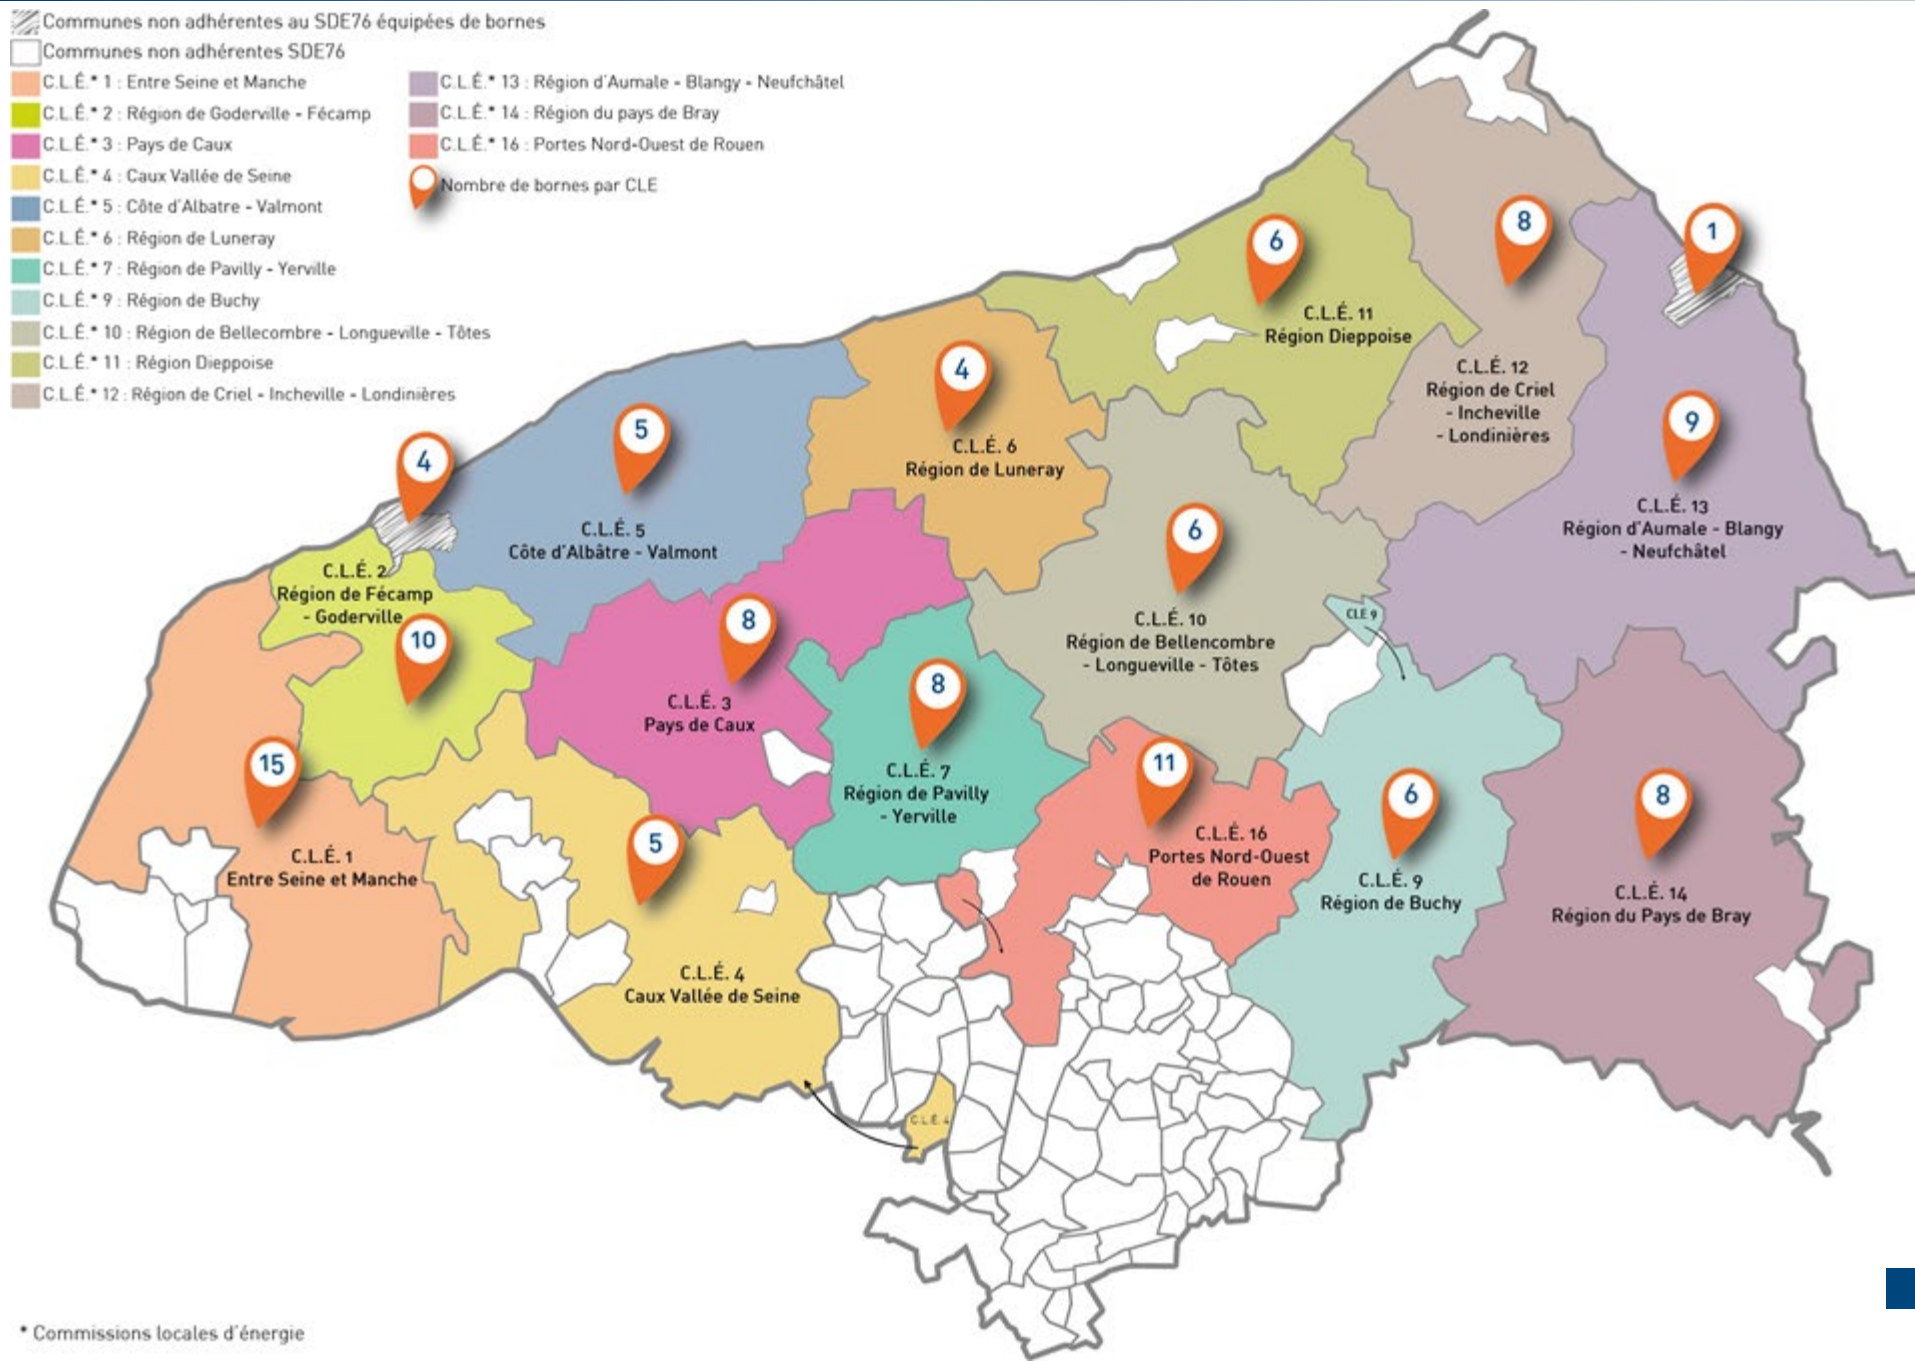 Communes non adhérentes au SDE76 équipées de bornes
Communes non adhérentes SDE76
C.L.É.* 1 : Entre Seine et Manche
C.L.É.* 2 : Région de Goderville - Fécamp
C.L.É.* 3 : Pays de Caux
C.L.É.* 4 : Caux Vallée de Seine
C.L.É.* 5 : Côte d'Albatre - Valmont
C.L.É.* 6 : Région de Luneray
C.L.É.* 7 : Région de Pavilly - Yerville
C.L.É.* 9 : Région de Buchy
C.L.É.* 10 : Région de Bellecombre - Longueville - Tôtes
C.L.É.* 11 : Région Dieppoise
C.L.É.* 12 : Région de Criel - Incheville - Londinières
C.L.É.* 13 : Région d'Aumale - Blangy - Neufchâtel
C.L.É.* 14 : Région du pays de Bray
C.L.É.* 16 : Portes Nord-Ouest de Rouen
Nombre de bornes par CLE
8
1
6
C.L.É. 11
Région Dieppoise
C.L.É. 12
Région de Criel
- Incheville
- Londinières
4
C.L.É. 6
Région de Luneray
9
C.L.É. 13
Région d'Aumale - Blangy
- Neufchâtel
5
C.L.É. 5
Côte d'Albâtre - Valmont
4
C.L.É. 2
Région de Fécamp
- Goderville
10
6
C.L.É. 10
Région de Bellencombre
- Longueville - Tôtes
CLE 9
8
C.L.É. 3
Pays de Caux
8
C.L.É. 7
Région de Pavilly
- Yerville
15
C.L.É. 1
Entre Seine et Manche
11
C.L.É. 16
Portes Nord-Ouest
de Rouen
6
C.L.É. 9
Région de Buchy
8
C.L.É. 14
Région du Pays de Bray
5
C.L.É. 4
Caux Vallée de Seine
C.L.É. 4
* Commissions locales d'énergie